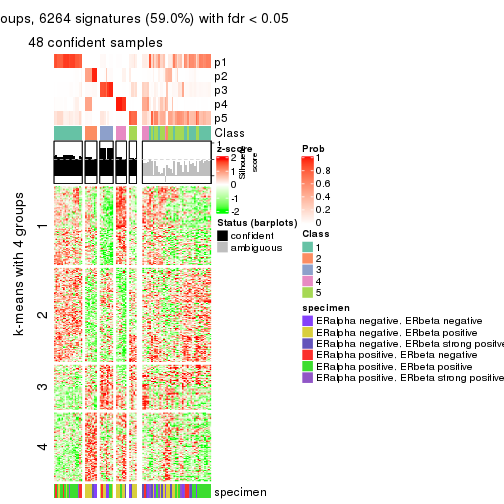 oups, 6264 signatures (59.0%) with fdr < 0.05
48 confident samples
p1
p2
p3
p4
p5
Class
z-score
2
1
0
-1
-2
Silhouette
score
1
Prob
1
0.8
0.6
0.4
0.2
0
Status (barplots)
confident
ambiguous
Class
1
2
3
4
5
specimen
ERalpha negative. ERbeta negative
ERalpha negative. ERbeta positive
ERalpha negative. ERbeta strong positive
ERalpha positive. ERbeta negative
ERalpha positive. ERbeta positive
ERalpha positive. ERbeta strong positive
k-means with 4 groups
1
2
3
4
specimen